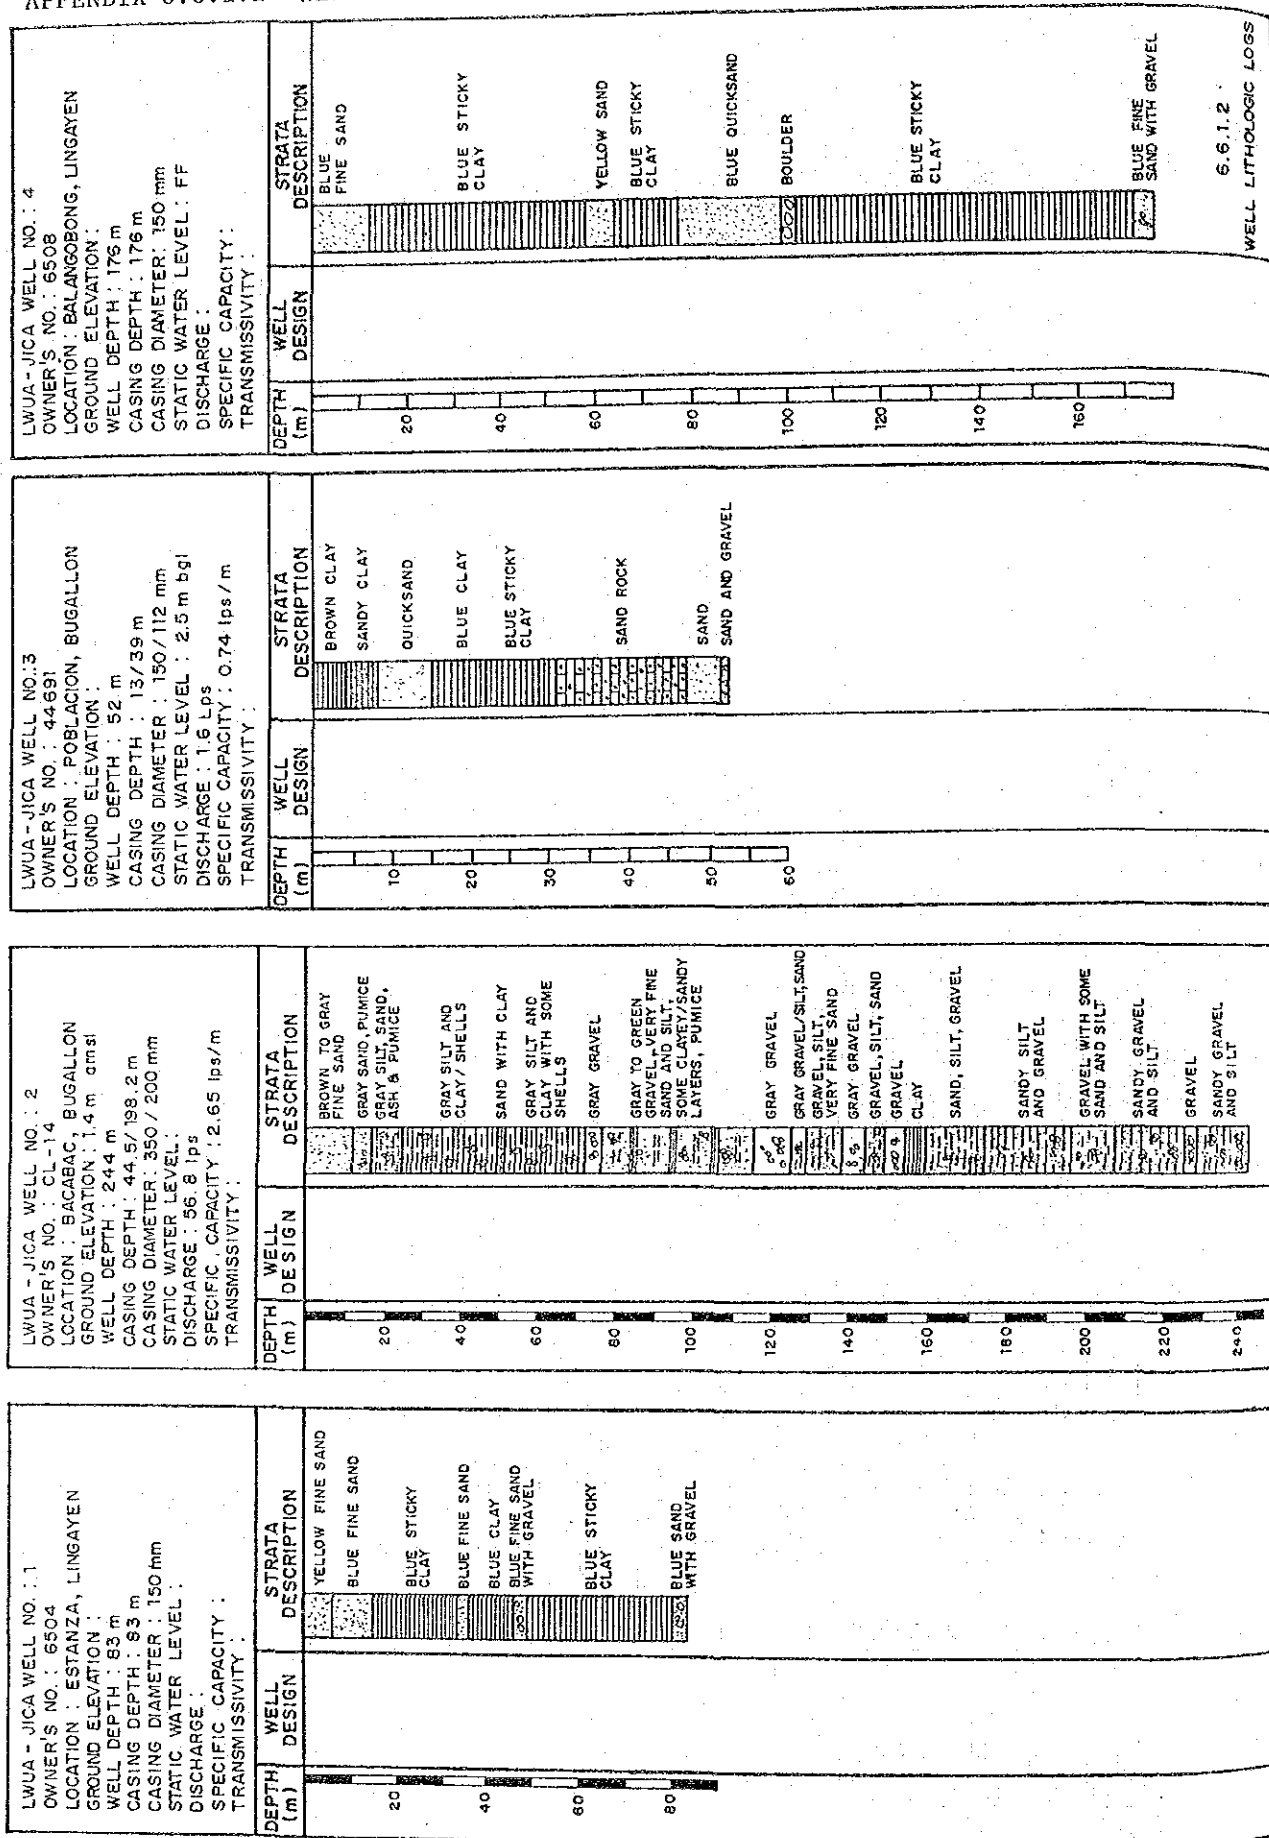 LWUA - JICA WELL NO. : 1
OWNER'S NO. : 6504
LOCATION : ESTANZA, LINGAYEN
GROUND ELEVATION :
WELL DEPTH : 83 m
CASING DEPTH : 83 m
CASING DIAMETER : 150 mm
STATIC WATER LEVEL :
DISCHARGE :
SPECIFIC CAPACITY :
TRANSMISSIVITY :
DEPTH (m)
WELL DESIGN
STRATA DESCRIPTION
20
40
60
80
YELLOW FINE SAND
BLUE FINE SAND
BLUE STICKY
CLAY
BLUE FINE SAND
BLUE CLAY
BLUE FINE SAND
WITH GRAVEL
BLUE STICKY
CLAY
BLUE SAND
WITH GRAVEL
LWUA - JICA WELL NO. : 2
OWNER'S NO. : CL-14
LOCATION : BACABAC, BUGALLON
GROUND ELEVATION : 1.4 m amsl
WELL DEPTH : 244 m
CASING DEPTH : 44.5/198.2 m
CASING DIAMETER : 350/200 mm
STATIC WATER LEVEL :
DISCHARGE : 56.8 lps
SPECIFIC CAPACITY : 2.65 lps/m
TRANSMISSIVITY :
DEPTH (m)
WELL DESIGN
STRATA DESCRIPTION
20
40
60
80
100
120
140
160
180
200
220
240
BROWN TO GRAY
FINE SAND
GRAY SAND, PUMICE
GRAY SILT, SAND,
ASH & PUMICE
GRAY SILT AND
CLAY/SHELLS
SAND WITH CLAY
GRAY SILT AND
CLAY WITH SOME
SHELLS
GRAY GRAVEL
GRAY TO GREEN
GRAVEL, VERY FINE
SAND AND SILT,
SOME CLAYEY/SANDY
LAYERS, PUMICE
GRAY GRAVEL
GRAY GRAVEL/SILT, SAND
GRAVEL, SILT,
VERY FINE SAND
GRAY GRAVEL
GRAVEL, SILT, SAND
GRAVEL
CLAY
SAND, SILT, GRAVEL
SANDY SILT
AND GRAVEL
GRAVEL WITH SOME
SAND AND SILT
SANDY GRAVEL
AND SILT
GRAVEL
SANDY GRAVEL
AND SILT
LWUA - JICA WELL NO.: 3
OWNER'S NO. : 44691
LOCATION : POBLACION, BUGALLON
GROUND ELEVATION :
WELL DEPTH : 52 m
CASING DEPTH : 13/39 m
CASING DIAMETER : 150/112 mm
STATIC WATER LEVEL : 2.5 m bgl
DISCHARGE : 1.6 Lps
SPECIFIC CAPACITY : 0.74 lps/m
TRANSMISSIVITY :
DEPTH (m)
WELL DESIGN
STRATA DESCRIPTION
10
20
30
40
50
60
BROWN CLAY
SANDY CLAY
QUICKSAND
BLUE CLAY
BLUE STICKY
CLAY
SAND ROCK
SAND
SAND AND GRAVEL
LWUA - JICA WELL NO. : 4
OWNER'S NO. : 6508
LOCATION : BALANGOBONG, LINGAYEN
GROUND ELEVATION :
WELL DEPTH : 176 m
CASING DEPTH : 176 m
CASING DIAMETER : 150 mm
STATIC WATER LEVEL : FF
DISCHARGE :
SPECIFIC CAPACITY :
TRANSMISSIVITY :
DEPTH (m)
WELL DESIGN
STRATA DESCRIPTION
20
40
60
80
100
120
140
160
BLUE
FINE SAND
BLUE STICKY
CLAY
YELLOW SAND
BLUE STICKY
CLAY
BLUE QUICKSAND
BOULDER
BLUE STICKY
CLAY
BLUE FINE
SAND WITH GRAVEL
6.6.1.2
WELL LITHOLOGIC LOGS